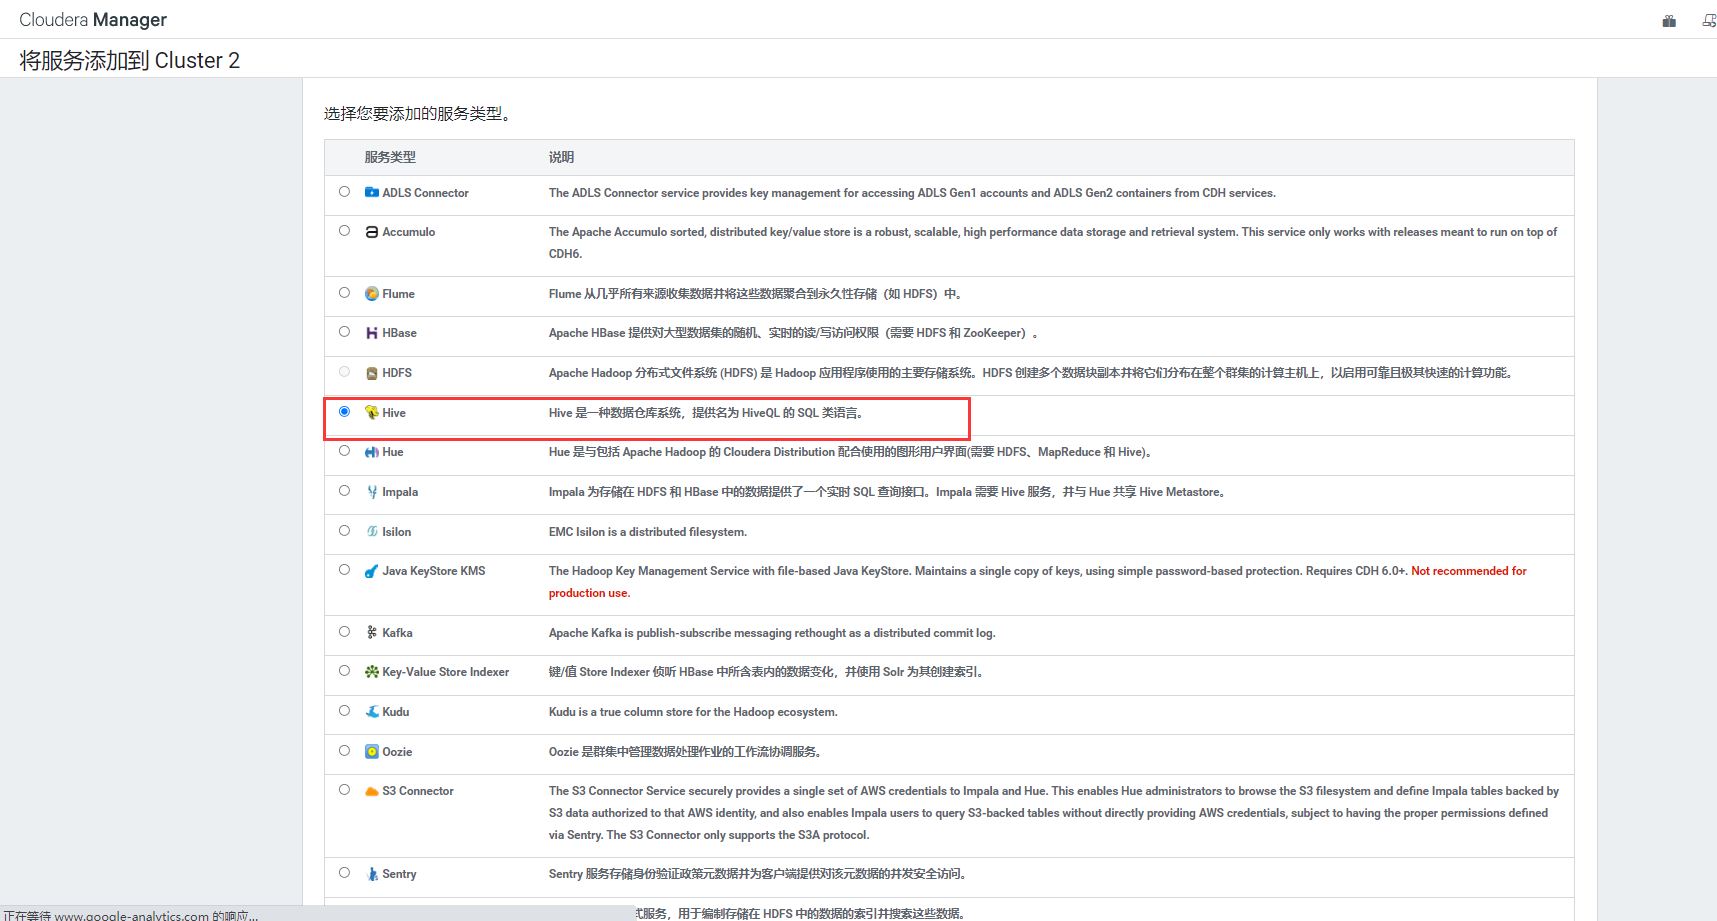 Cloudera Manager
将服务添加到 Cluster 2
选择您要添加的服务类型。
服务类型 说明
ADLS Connector The ADLS Connector service provides key management for accessing ADLS Gen1 accounts and ADLS Gen2 containers from CDH services.
Accumulo The Apache Accumulo sorted, distributed key/value store is a robust, scalable, high performance data storage and retrieval system. This service only works with releases meant to run on top of
CDH6.
Flume Flume 从几乎所有来源收集数据并将这些数据聚合到永久性存储（如 HDFS）中。
HBase Apache HBase 提供对大型数据集的随机、实时的读/写访问权限（需要 HDFS 和 ZooKeeper）。
HDFS Apache Hadoop 分布式文件系统 (HDFS) 是 Hadoop 应用程序使用的主要存储系统。HDFS 创建多个数据块副本并将它们分布在整个群集的计算主机上，以启用可靠且极其快速的计算功能。
Hive Hive 是一种数据仓库系统，提供名为 HiveQL 的 SQL 类语言。
Hue Hue 是与包括 Apache Hadoop 的 Cloudera Distribution 配合使用的图形用户界面(需要 HDFS、MapReduce 和 Hive)。
Impala Impala 为存储在 HDFS 和 HBase 中的数据提供了一个实时 SQL 查询接口。Impala 需要 Hive 服务，并与 Hue 共享 Hive Metastore。
Isilon EMC Isilon is a distributed filesystem.
Java KeyStore KMS The Hadoop Key Management Service with file-based Java KeyStore. Maintains a single copy of keys, using simple password-based protection. Requires CDH 6.0+. Not recommended for
production use.
Kafka Apache Kafka is publish-subscribe messaging rethought as a distributed commit log.
Key-Value Store Indexer 键/值 Store Indexer 侦听 HBase 中所含表内的数据变化，并使用 Solr 为其创建索引。
Kudu Kudu is a true column store for the Hadoop ecosystem.
Oozie Oozie 是群集中管理数据处理作业的工作流协调服务。
S3 Connector The S3 Connector Service securely provides a single set of AWS credentials to Impala and Hue. This enables Hue administrators to browse the S3 filesystem and define Impala tables backed by
S3 data authorized to that AWS identity, and also enables Impala users to query S3-backed tables without directly providing AWS credentials, subject to having the proper permissions defined
via Sentry. The S3 Connector only supports the S3A protocol.
Sentry Sentry 服务存储身份验证政策元数据并为客户端提供对该元数据的并发安全访问。
正在等待 www.google-analytics.com 的响应... 式服务，用于编制存储在 HDFS 中的数据的索引并搜索这些数据。